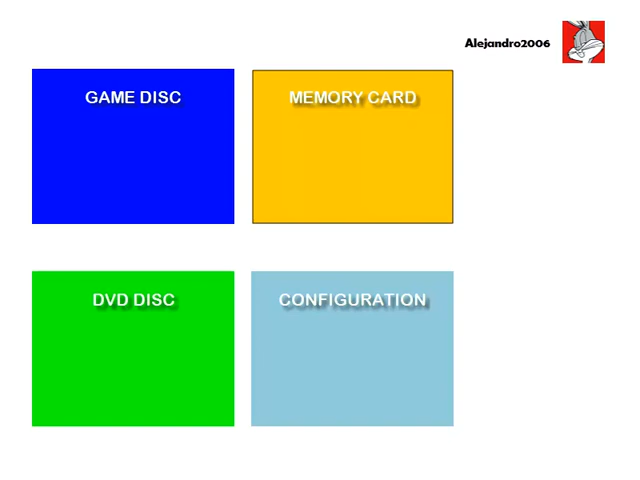 Alejandro2006
GAME DISC
MEMORY CARD
DVD DISC
CONFIGURATION